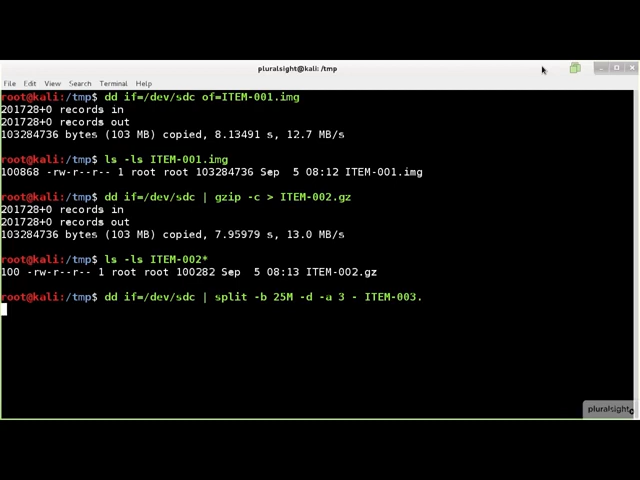 pluralsight@kali: /tmp
File Edit View Search Terminal Help
root@kali:/tmp$ dd if=/dev/sdc of=ITEM-001.img
201728+0 records in
201728+0 records out
103284736 bytes (103 MB) copied, 8.13491 s, 12.7 MB/s
root@kali:/tmp$ ls -ls ITEM-001.img
100868 -rw-r--r-- 1 root root 103284736 Sep  5 08:12 ITEM-001.img
root@kali:/tmp$ dd if=/dev/sdc | gzip -c > ITEM-002.gz
201728+0 records in
201728+0 records out
103284736 bytes (103 MB) copied, 7.95979 s, 13.0 MB/s
root@kali:/tmp$ ls -ls ITEM-002*
100 -rw-r--r-- 1 root root 100282 Sep  5 08:13 ITEM-002.gz
root@kali:/tmp$ dd if=/dev/sdc | split -b 25M -d -a 3 - ITEM-003.
pluralsight